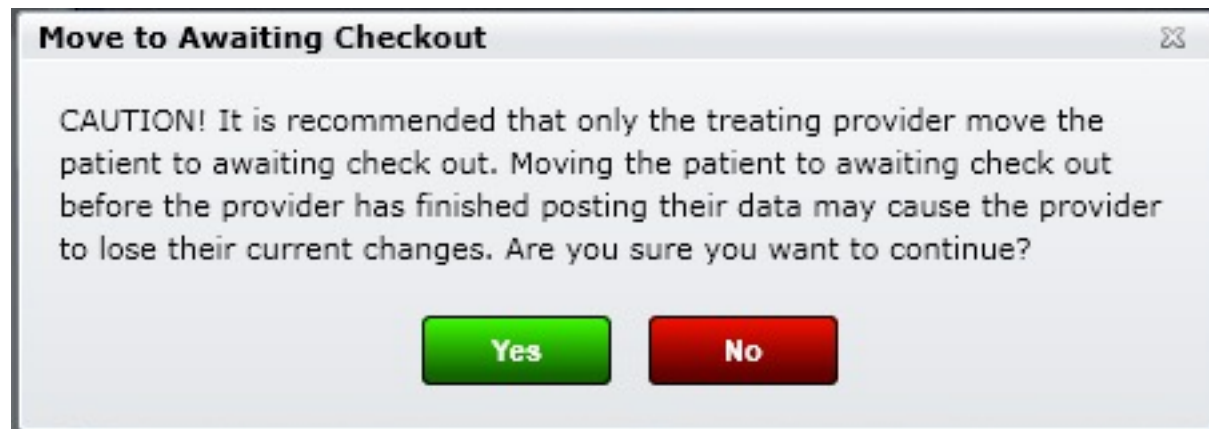 Move to Awaiting Checkout
CAUTION! It is recommended that only the treating provider move the
patient to awaiting check out. Moving the patient to awaiting check out
before the provider has finished posting their data may cause the provider
to lose their current changes. Are you sure you want to continue?
Yes No